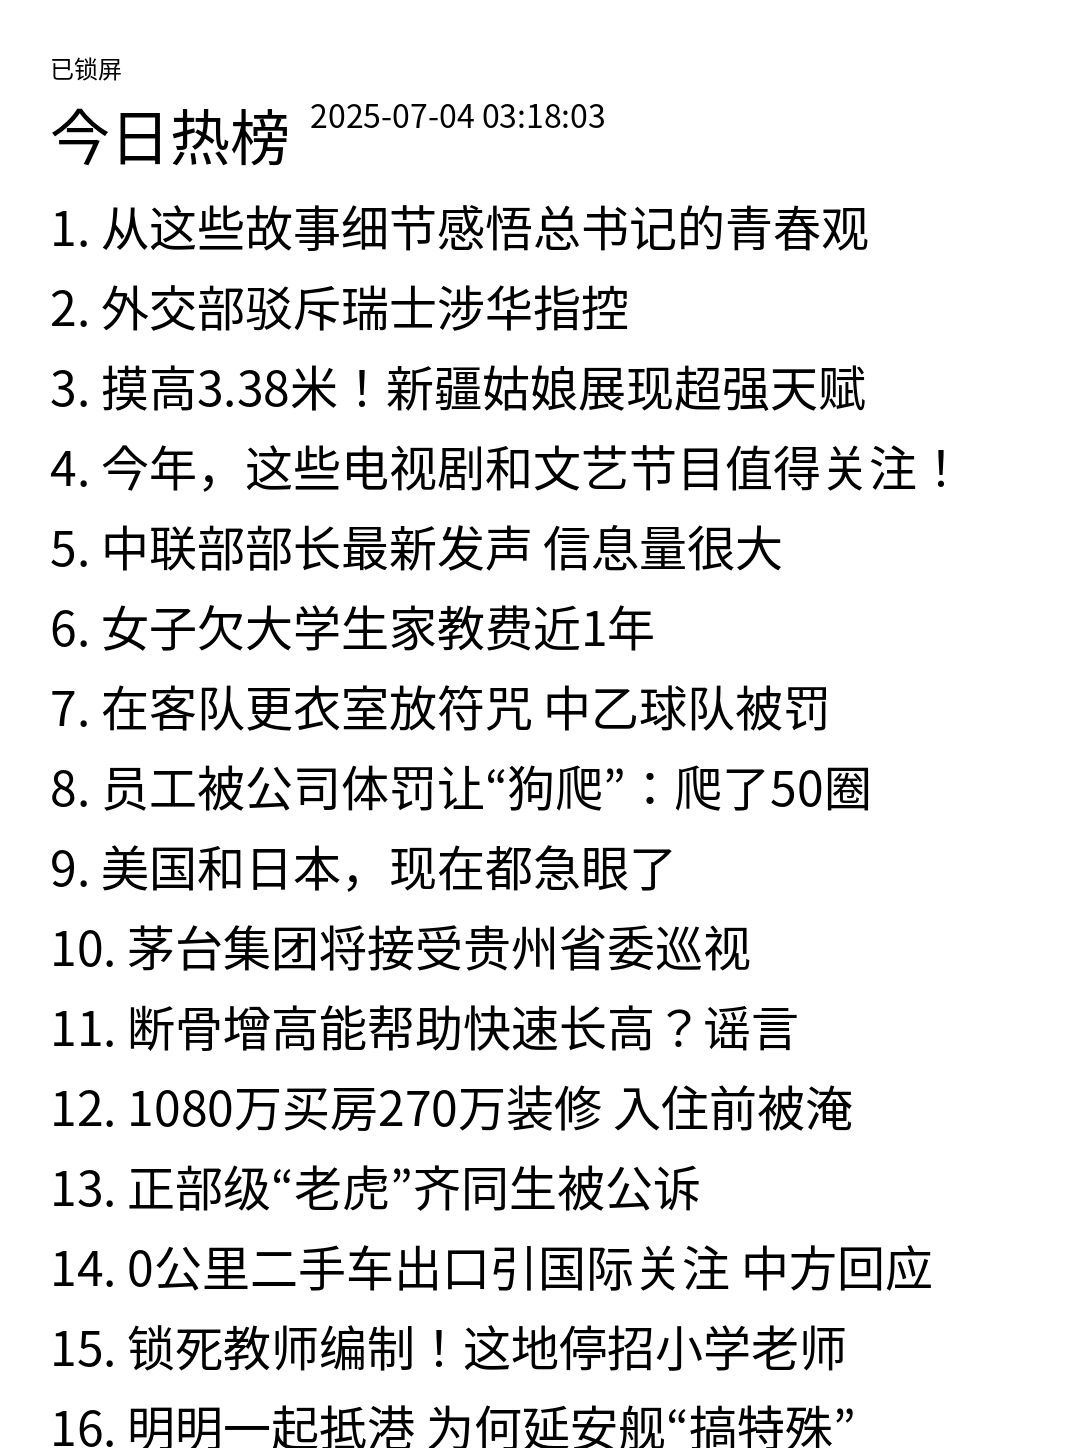 已锁屏
今日热榜 2025-07-04 03:18:03
1. 从这些故事细节感悟总书记的青春观
2. 外交部驳斥瑞士涉华指控
3. 摸高3.38米！新疆姑娘展现超强天赋
4. 今年，这些电视剧和文艺节目值得关注！
5. 中联部部长最新发声 信息量很大
6. 女子欠大学生家教费近1年
7. 在客队更衣室放符咒 中乙球队被罚
8. 员工被公司体罚让“狗爬”：爬了50圈
9. 美国和日本，现在都急眼了
10. 茅台集团将接受贵州省委巡视
11. 断骨增高能帮助快速长高？谣言
12. 1080万买房270万装修 入住前被淹
13. 正部级“老虎”齐同生被公诉
14. 0公里二手车出口引国际关注 中方回应
15. 锁死教师编制！这地停招小学老师
16. 明明一起抵港 为何延安舰“搞特殊”